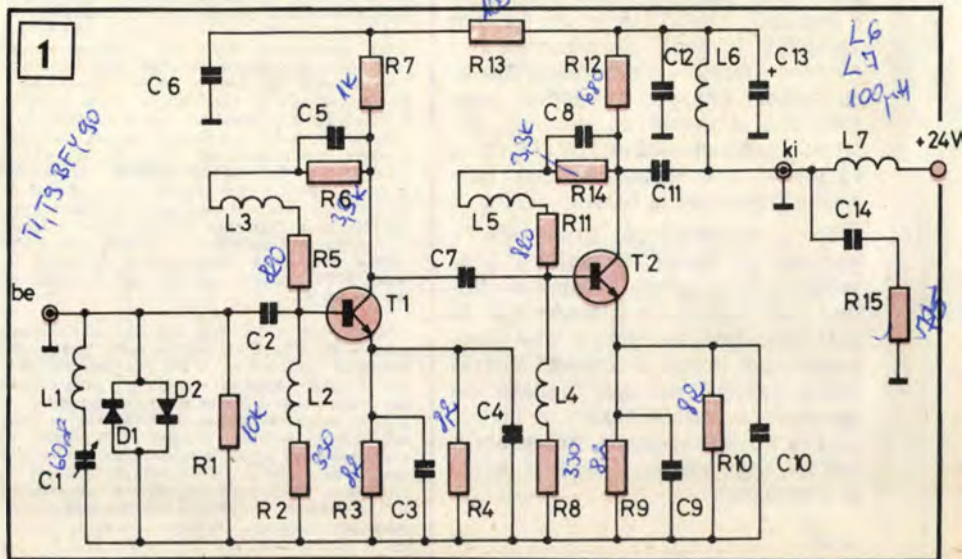 1
C6
R7
1K
R13
R12
680
C12
L6
C13
L6
L7
100µH
C5
C8
3,3K
L7
+24V
R6
R14
C11
ki
T1, T3 BFY90
L3
L5
R11
820
C14
820
R5
C7
T2
R15
be
T1
C2
D2
L1
L2
C4
L4
82
D1
10K
82
R10
C10
60pF
C1
R1
330
82
330
82
R2
R3
C3
R4
R8
R9
C9